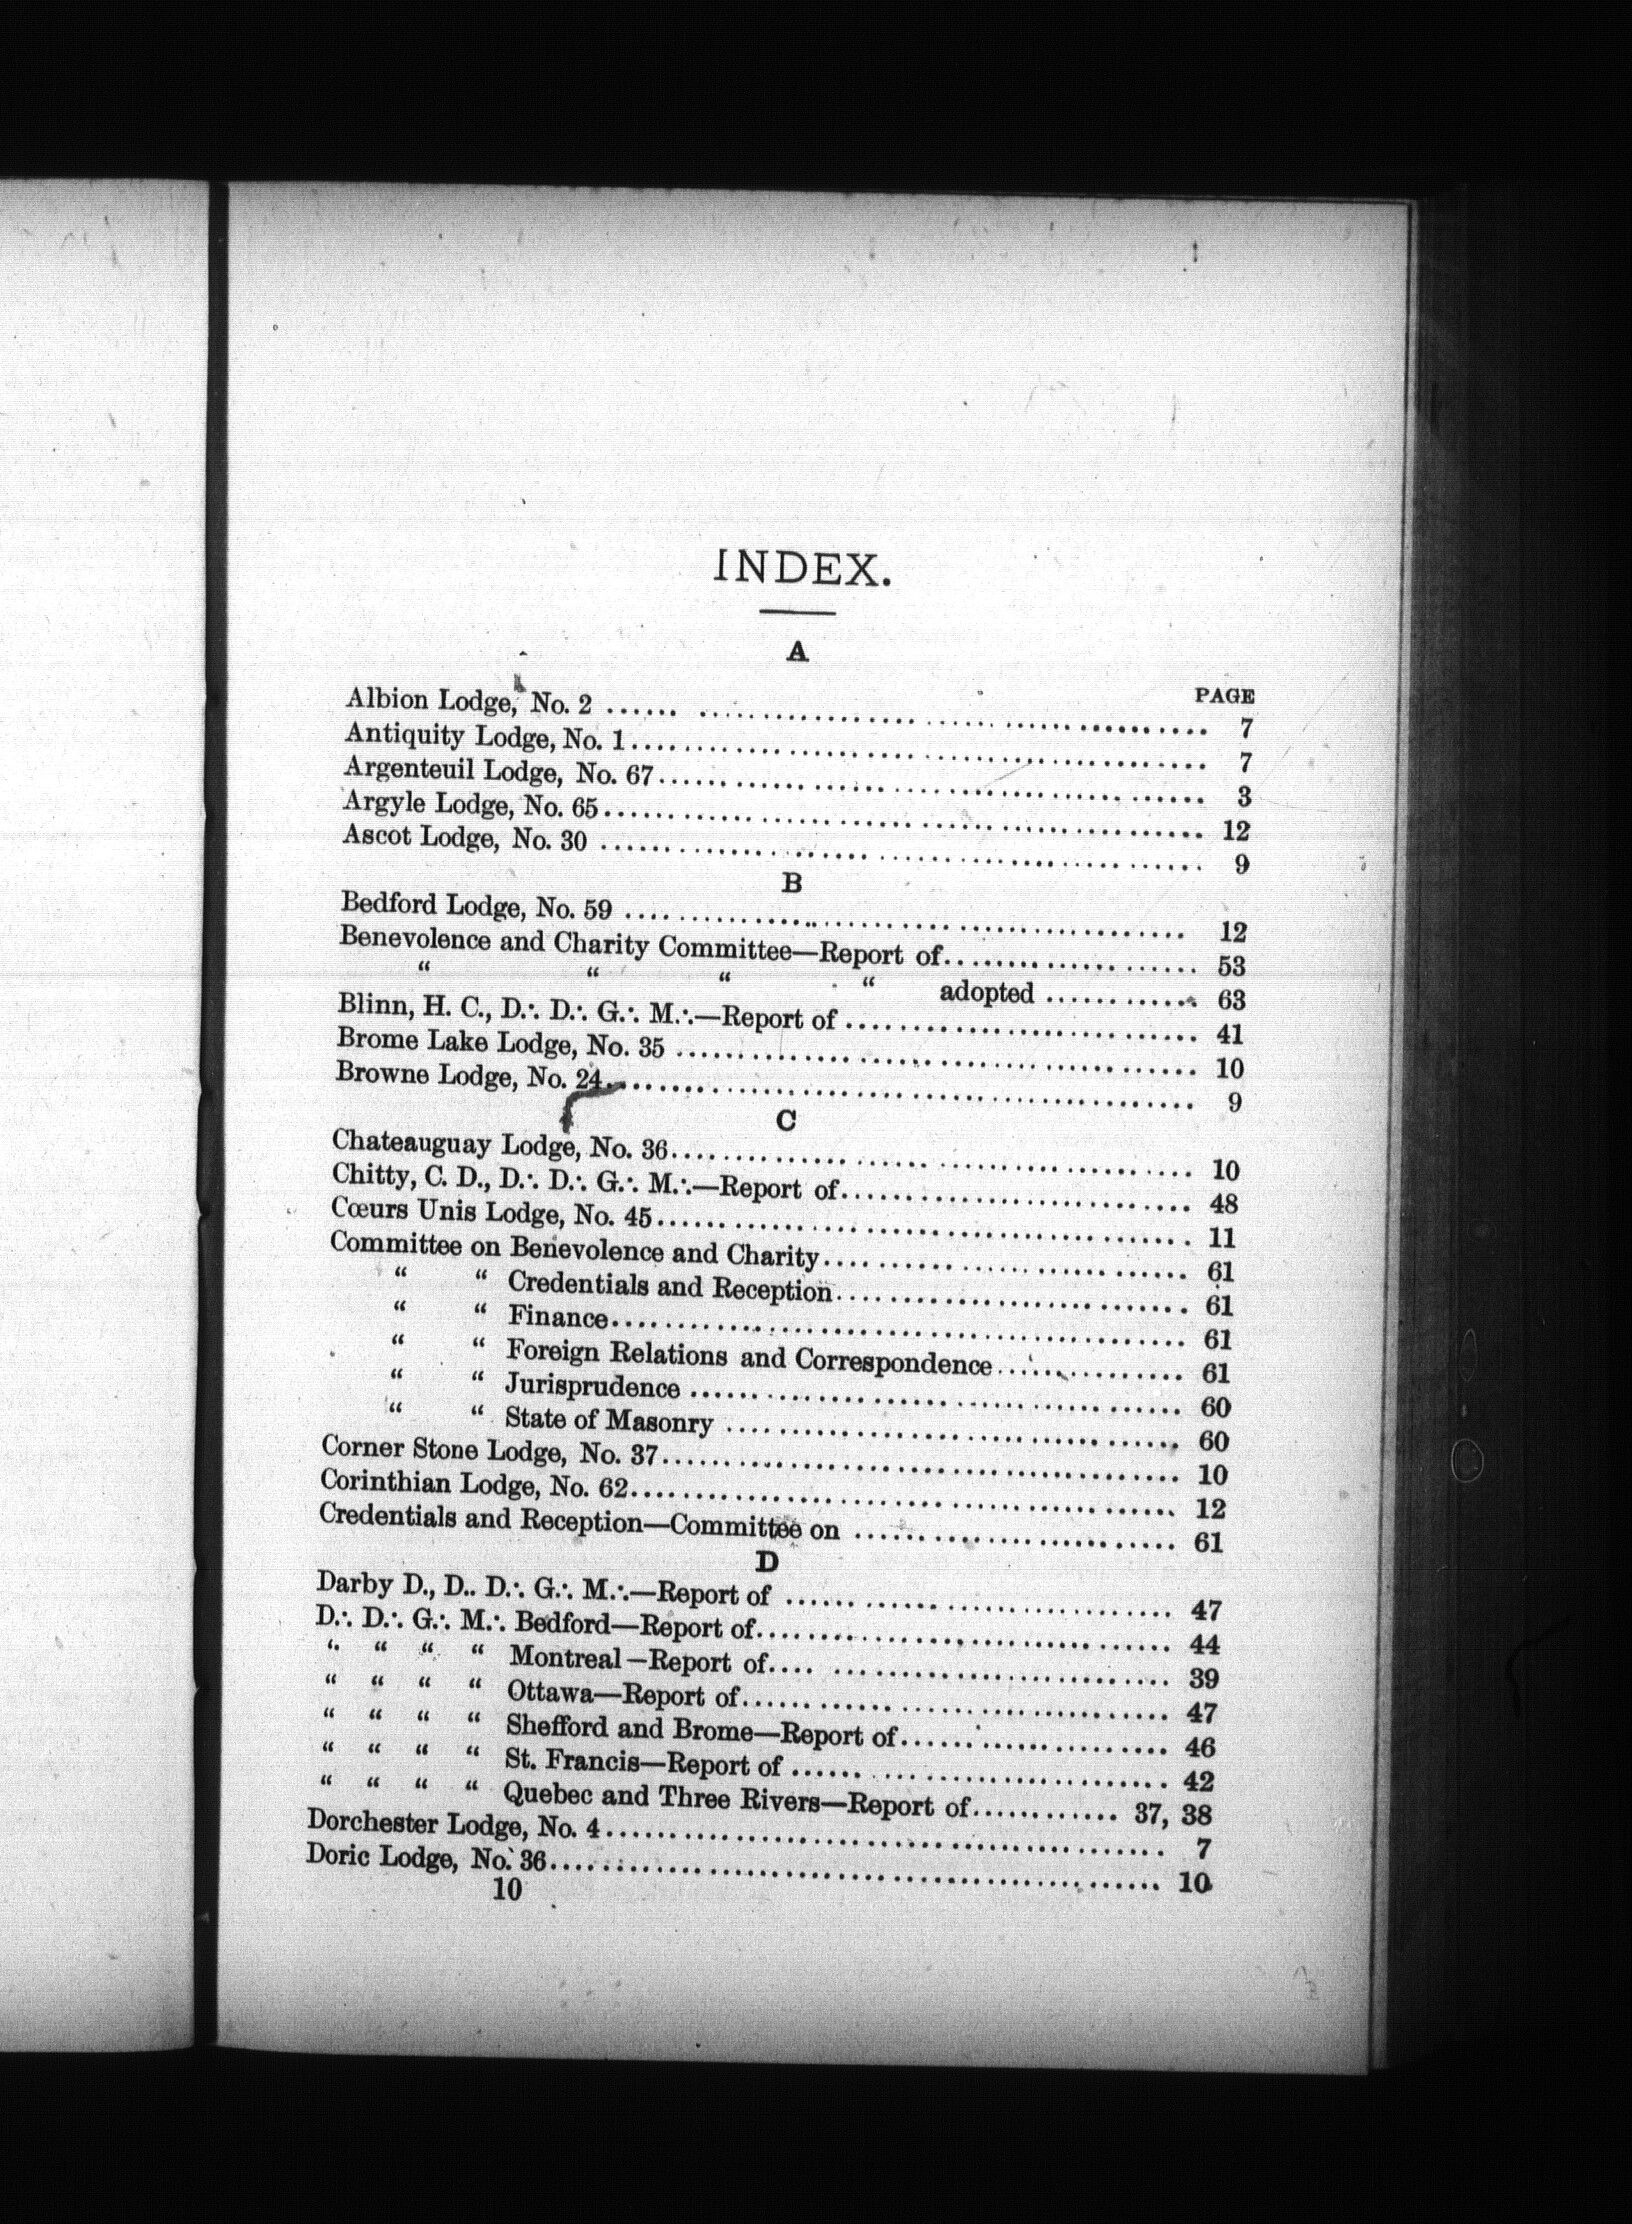 INDEX.
A
PAGE
Albion Lodge, No. 2 ...... 7
Antiquity Lodge, No. 1...... 7
Argenteuil Lodge, No. 67...... 3
Argyle Lodge, No. 65...... 12
Ascot Lodge, No. 30 ...... 9
B
Bedford Lodge, No. 59 ...... 12
Benevolence and Charity Committee—Report of...... 53
“ “ “ “ adopted ...... 63
Blinn, H. C., D.∴ D.∴ G.∴ M.∴—Report of ...... 41
Brome Lake Lodge, No. 35 ...... 10
Browne Lodge, No. 24...... 9
C
Chateauguay Lodge, No. 36...... 10
Chitty, C. D., D.∴ D.∴ G.∴ M.∴—Report of...... 48
Cœurs Unis Lodge, No. 45...... 11
Committee on Benevolence and Charity...... 61
“ “ Credentials and Reception...... 61
“ “ Finance...... 61
“ “ Foreign Relations and Correspondence...... 61
“ “ Jurisprudence ...... 60
“ “ State of Masonry ...... 60
Corner Stone Lodge, No. 37...... 10
Corinthian Lodge, No. 62...... 12
Credentials and Reception—Committee on ...... 61
D
Darby D., D.. D.∴ G.∴ M.∴—Report of ...... 47
D.∴ D.∴ G.∴ M.∴ Bedford—Report of...... 44
“ “ “ “ Montreal—Report of...... 39
“ “ “ “ Ottawa—Report of...... 47
“ “ “ “ Shefford and Brome—Report of...... 46
“ “ “ “ St. Francis—Report of ...... 42
“ “ “ “ Quebec and Three Rivers—Report of...... 37, 38
Dorchester Lodge, No. 4...... 7
Doric Lodge, No. 36...... 10
10